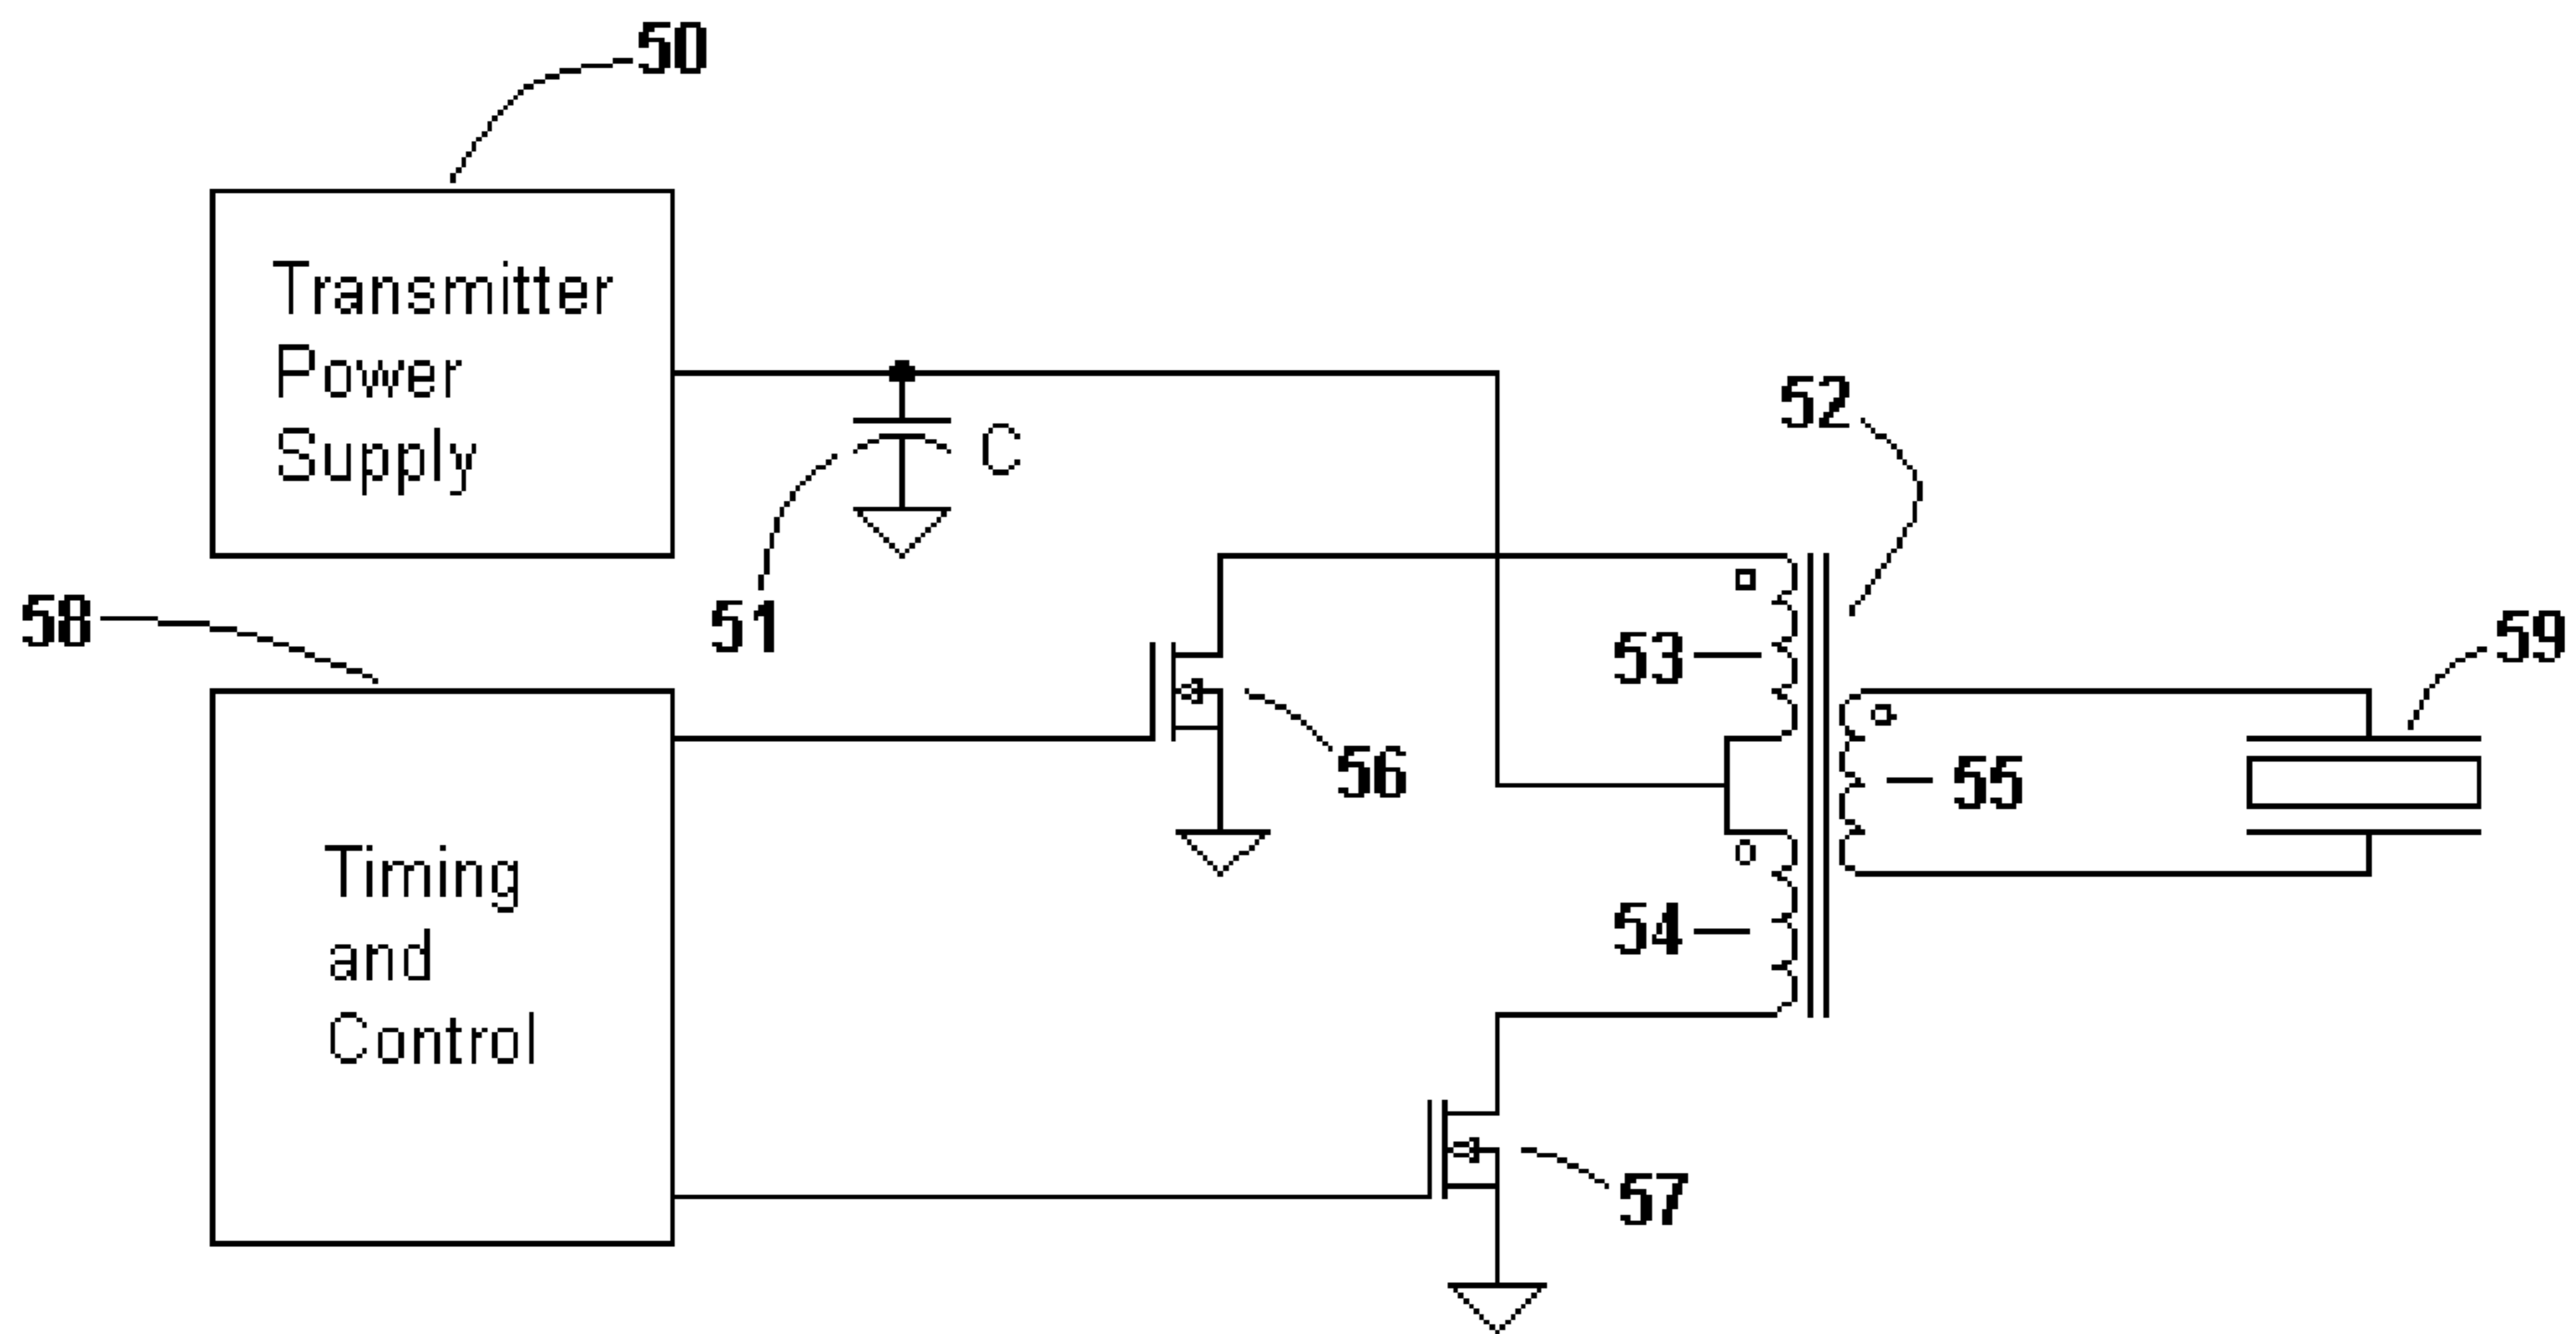 50
Transmitter
Power
Supply
C
51
52
58
53
59
56
55
Timing
and
Control
54
57